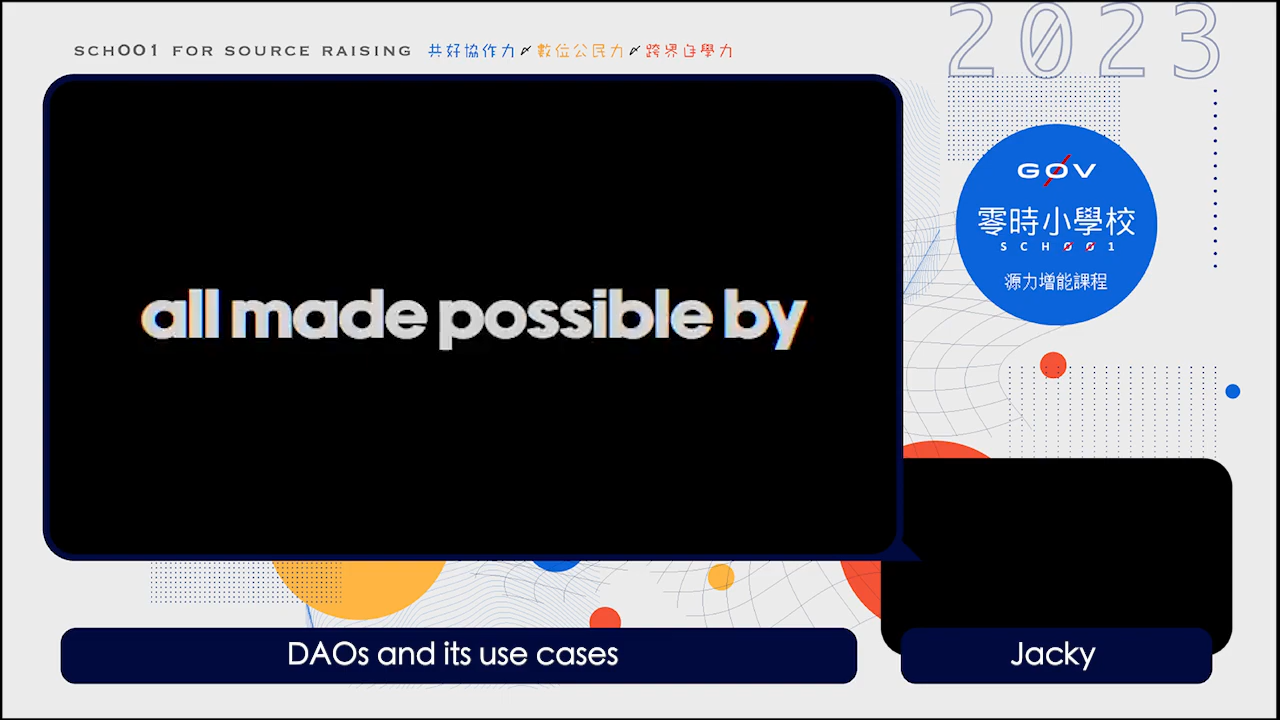 SCH001 FOR SOURCE RAISING 共好協作力 數位公民力 跨界自學力
2023
GØV
零時小學校
SCHØØ1
源力增能課程
all made possible by
DAOs and its use cases
Jacky